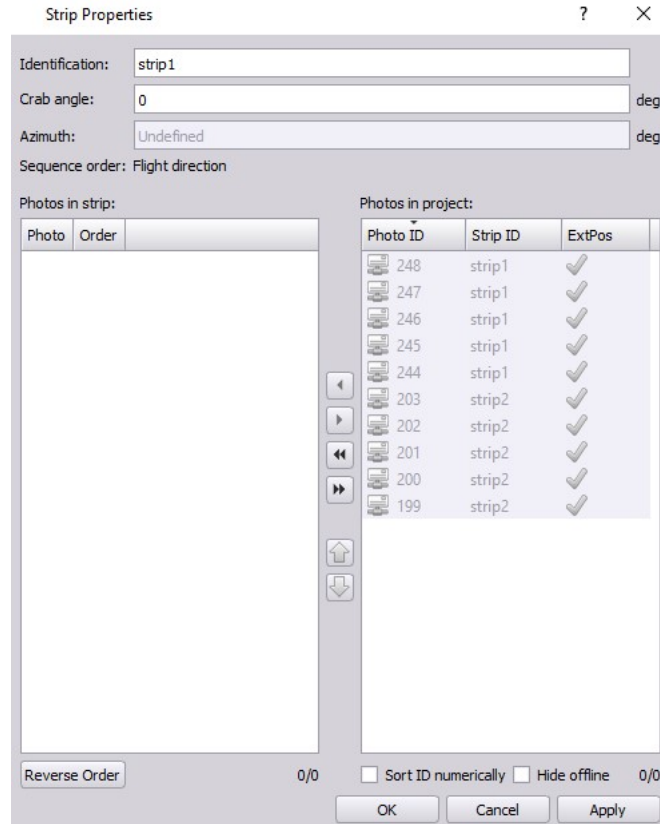 Strip Properties ? ×
Identification: strip1
Crab angle: 0 deg
Azimuth: Undefined deg
Sequence order: Flight direction
Photos in strip:
Photo Order
Reverse Order 0/0
Photos in project:
Photo ID Strip ID ExtPos
248 strip1
247 strip1
246 strip1
245 strip1
244 strip1
203 strip2
202 strip2
201 strip2
200 strip2
199 strip2
Sort ID numerically Hide offline 0/0
OK Cancel Apply